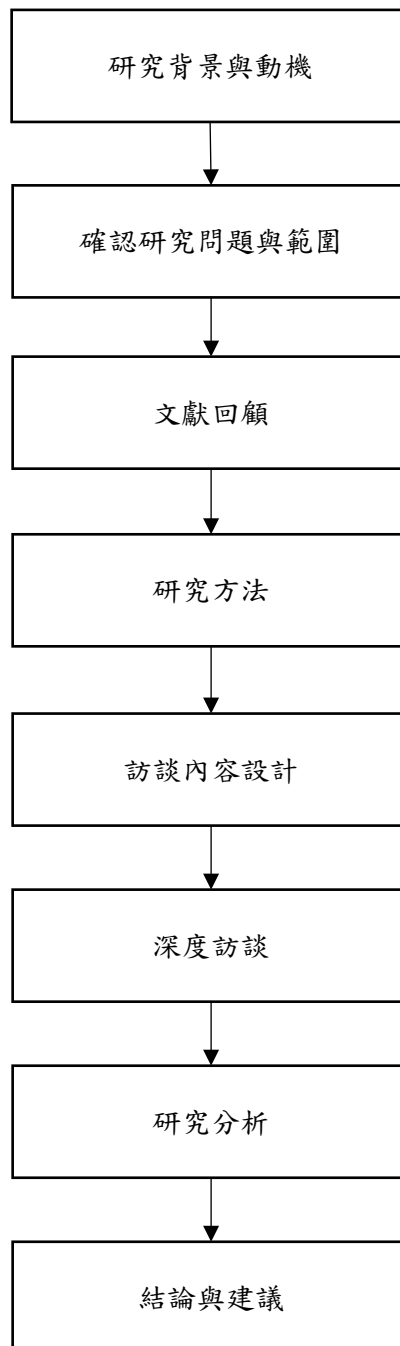 研究背景與動機
確認研究問題與範圍
文獻回顧
研究方法
訪談內容設計
深度訪談
研究分析
結論與建議